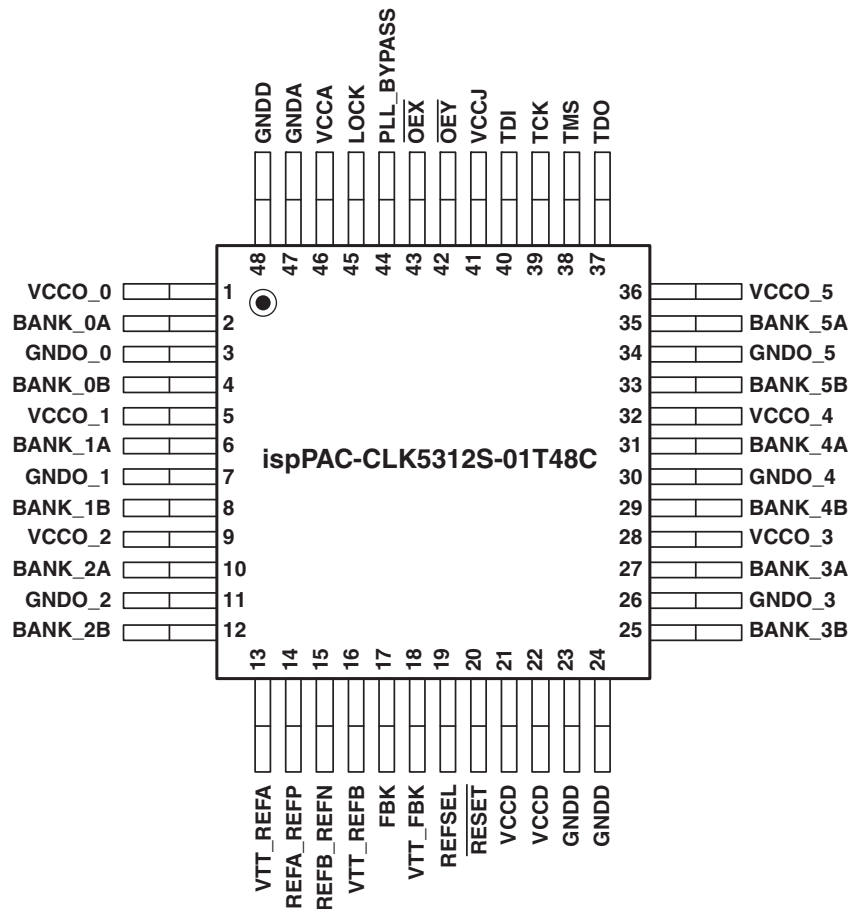 GNDD
GNDA
VCCA
LOCK
PLL_BYPASS
OEX
OEY
VCCJ
TDI
TCK
TMS
TDO
48
47
46
45
44
43
42
41
40
39
38
37
VCCO_0 1
BANK_0A 2
GNDO_0 3
BANK_0B 4
VCCO_1 5
BANK_1A 6
GNDO_1 7
BANK_1B 8
VCCO_2 9
BANK_2A 10
GNDO_2 11
BANK_2B 12
ispPAC-CLK5312S-01T48C
36 VCCO_5
35 BANK_5A
34 GNDO_5
33 BANK_5B
32 VCCO_4
31 BANK_4A
30 GNDO_4
29 BANK_4B
28 VCCO_3
27 BANK_3A
26 GNDO_3
25 BANK_3B
13
14
15
16
17
18
19
20
21
22
23
24
VTT_REFA
REFA_REFP
REFB_REFN
VTT_REFB
FBK
VTT_FBK
REFSEL
RESET
VCCD
VCCD
GNDD
GNDD